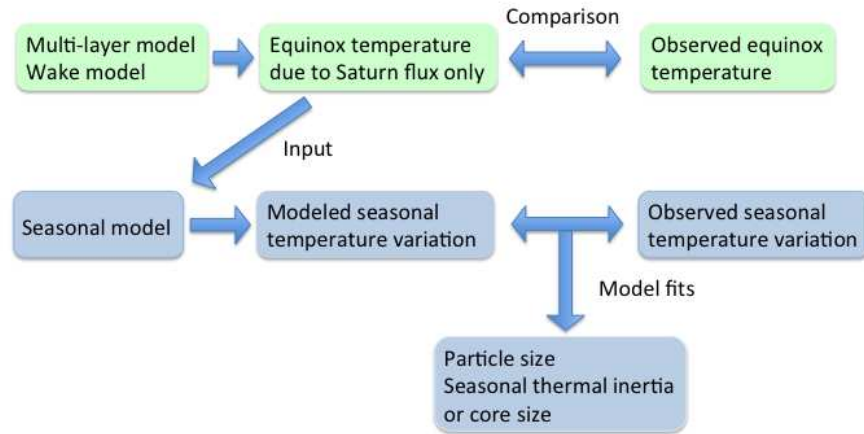 Comparison
Multi-layer model
Wake model
Equinox temperature
due to Saturn flux only
Observed equinox
temperature
Input
Seasonal model
Modeled seasonal
temperature variation
Observed seasonal
temperature variation
Model fits
Particle size
Seasonal thermal inertia
or core size